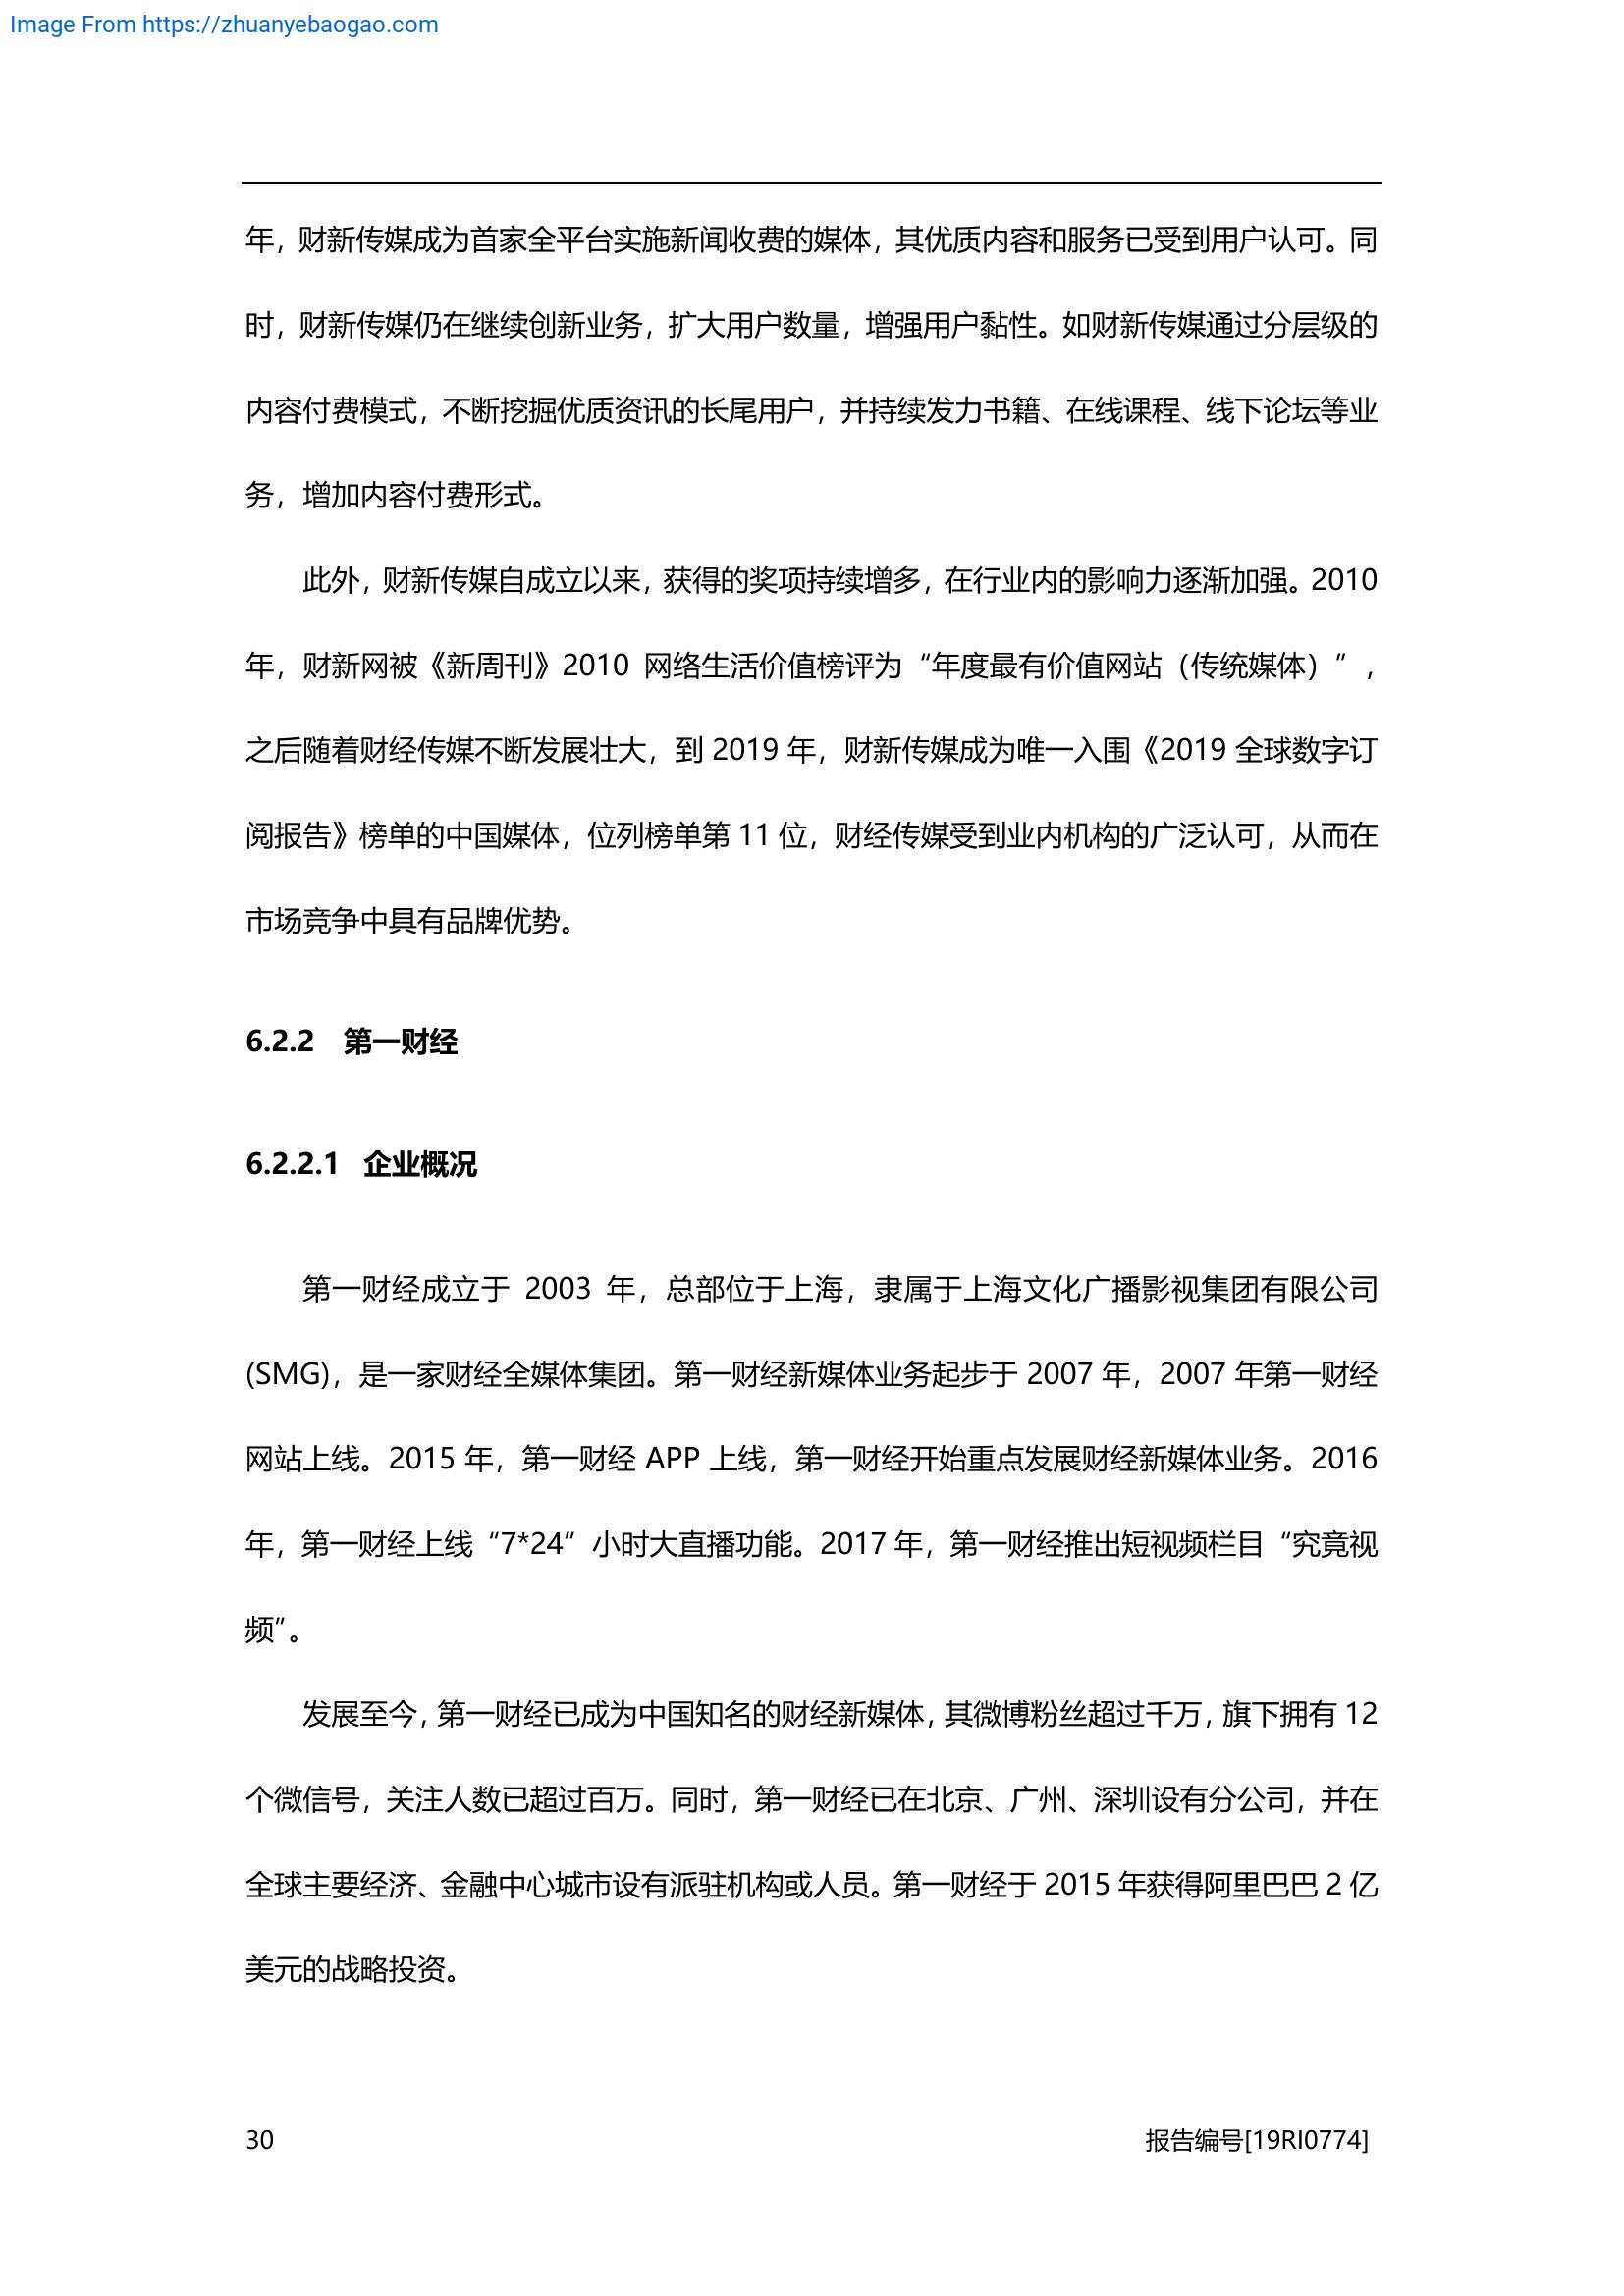 Image From https://zhuanyebaogao.com
年，财新传媒成为首家全平台实施新闻收费的媒体，其优质内容和服务已受到用户认可。同
时，财新传媒仍在继续创新业务，扩大用户数量，增强用户黏性。如财新传媒通过分层级的
内容付费模式，不断挖掘优质资讯的长尾用户，并持续发力书籍、在线课程、线下论坛等业
务，增加内容付费形式。
此外，财新传媒自成立以来，获得的奖项持续增多，在行业内的影响力逐渐加强。2010
年，财新网被《新周刊》2010 网络生活价值榜评为“年度最有价值网站（传统媒体）”，
之后随着财经传媒不断发展壮大，到 2019 年，财新传媒成为唯一入围《2019 全球数字订
阅报告》榜单的中国媒体，位列榜单第 11 位，财经传媒受到业内机构的广泛认可，从而在
市场竞争中具有品牌优势。
6.2.2 第一财经
6.2.2.1 企业概况
第一财经成立于 2003 年，总部位于上海，隶属于上海文化广播影视集团有限公司
(SMG)，是一家财经全媒体集团。第一财经新媒体业务起步于 2007 年，2007 年第一财经
网站上线。2015 年，第一财经 APP 上线，第一财经开始重点发展财经新媒体业务。2016
年，第一财经上线“7*24”小时大直播功能。2017 年，第一财经推出短视频栏目“究竟视
频”。
发展至今，第一财经已成为中国知名的财经新媒体，其微博粉丝超过千万，旗下拥有 12
个微信号，关注人数已超过百万。同时，第一财经已在北京、广州、深圳设有分公司，并在
全球主要经济、金融中心城市设有派驻机构或人员。第一财经于 2015 年获得阿里巴巴 2 亿
美元的战略投资。
30 报告编号[19RI0774]